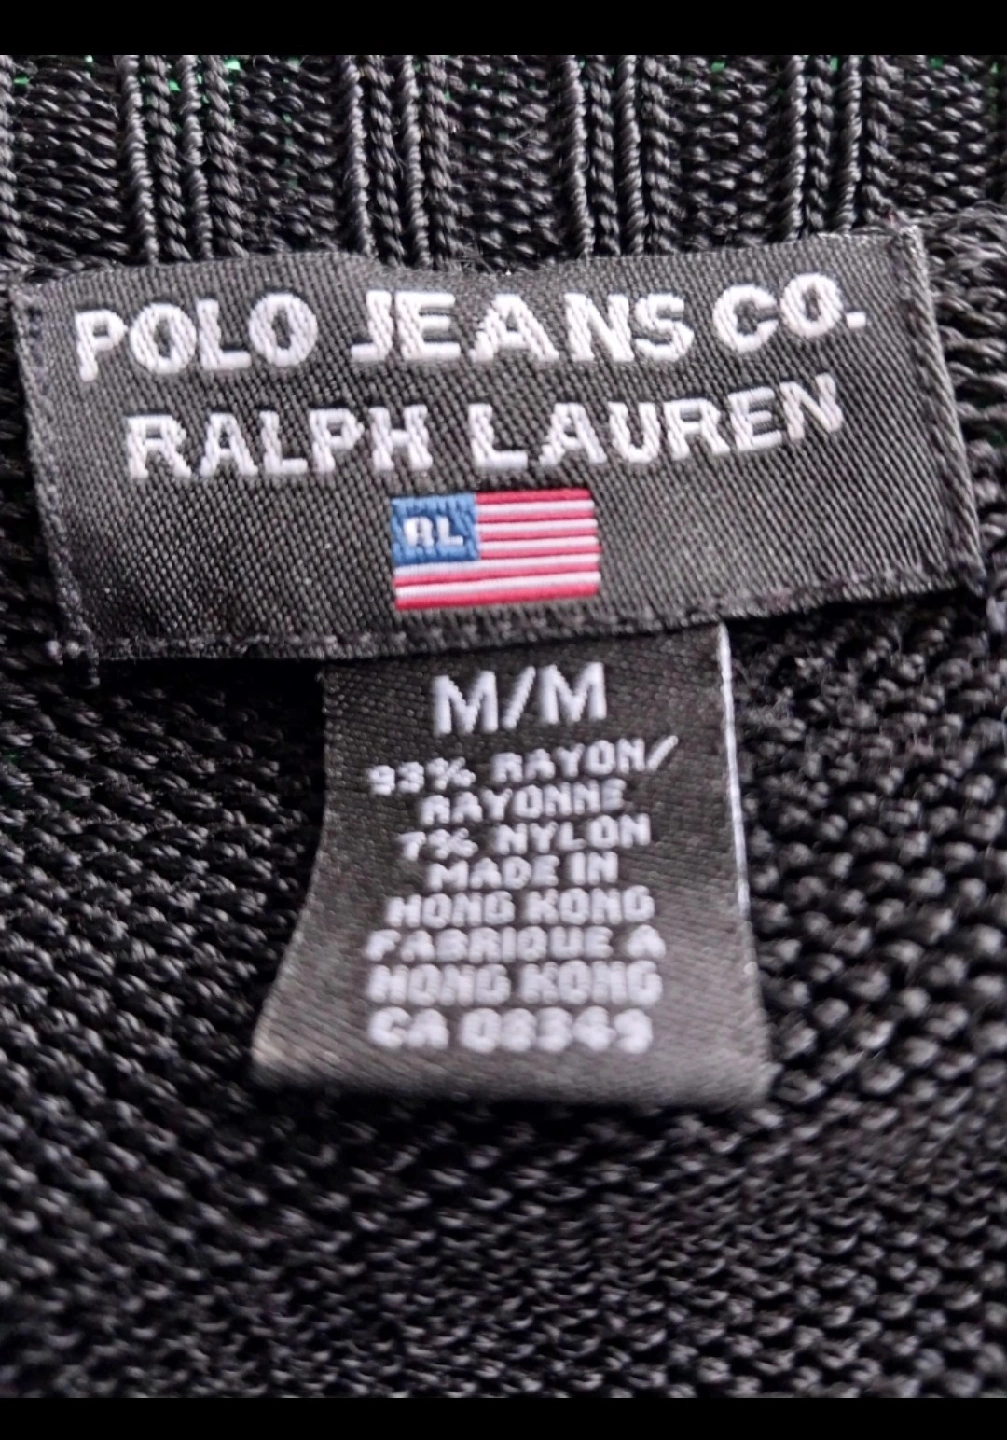 POLO JEANS CO.
RALPH LAUREN
RL
M/M
93% RAYON/
RAYONNE
7% NYLON
MADE IN
HONG KONG
FABRIQUE A
HONG KONG
CA 08349